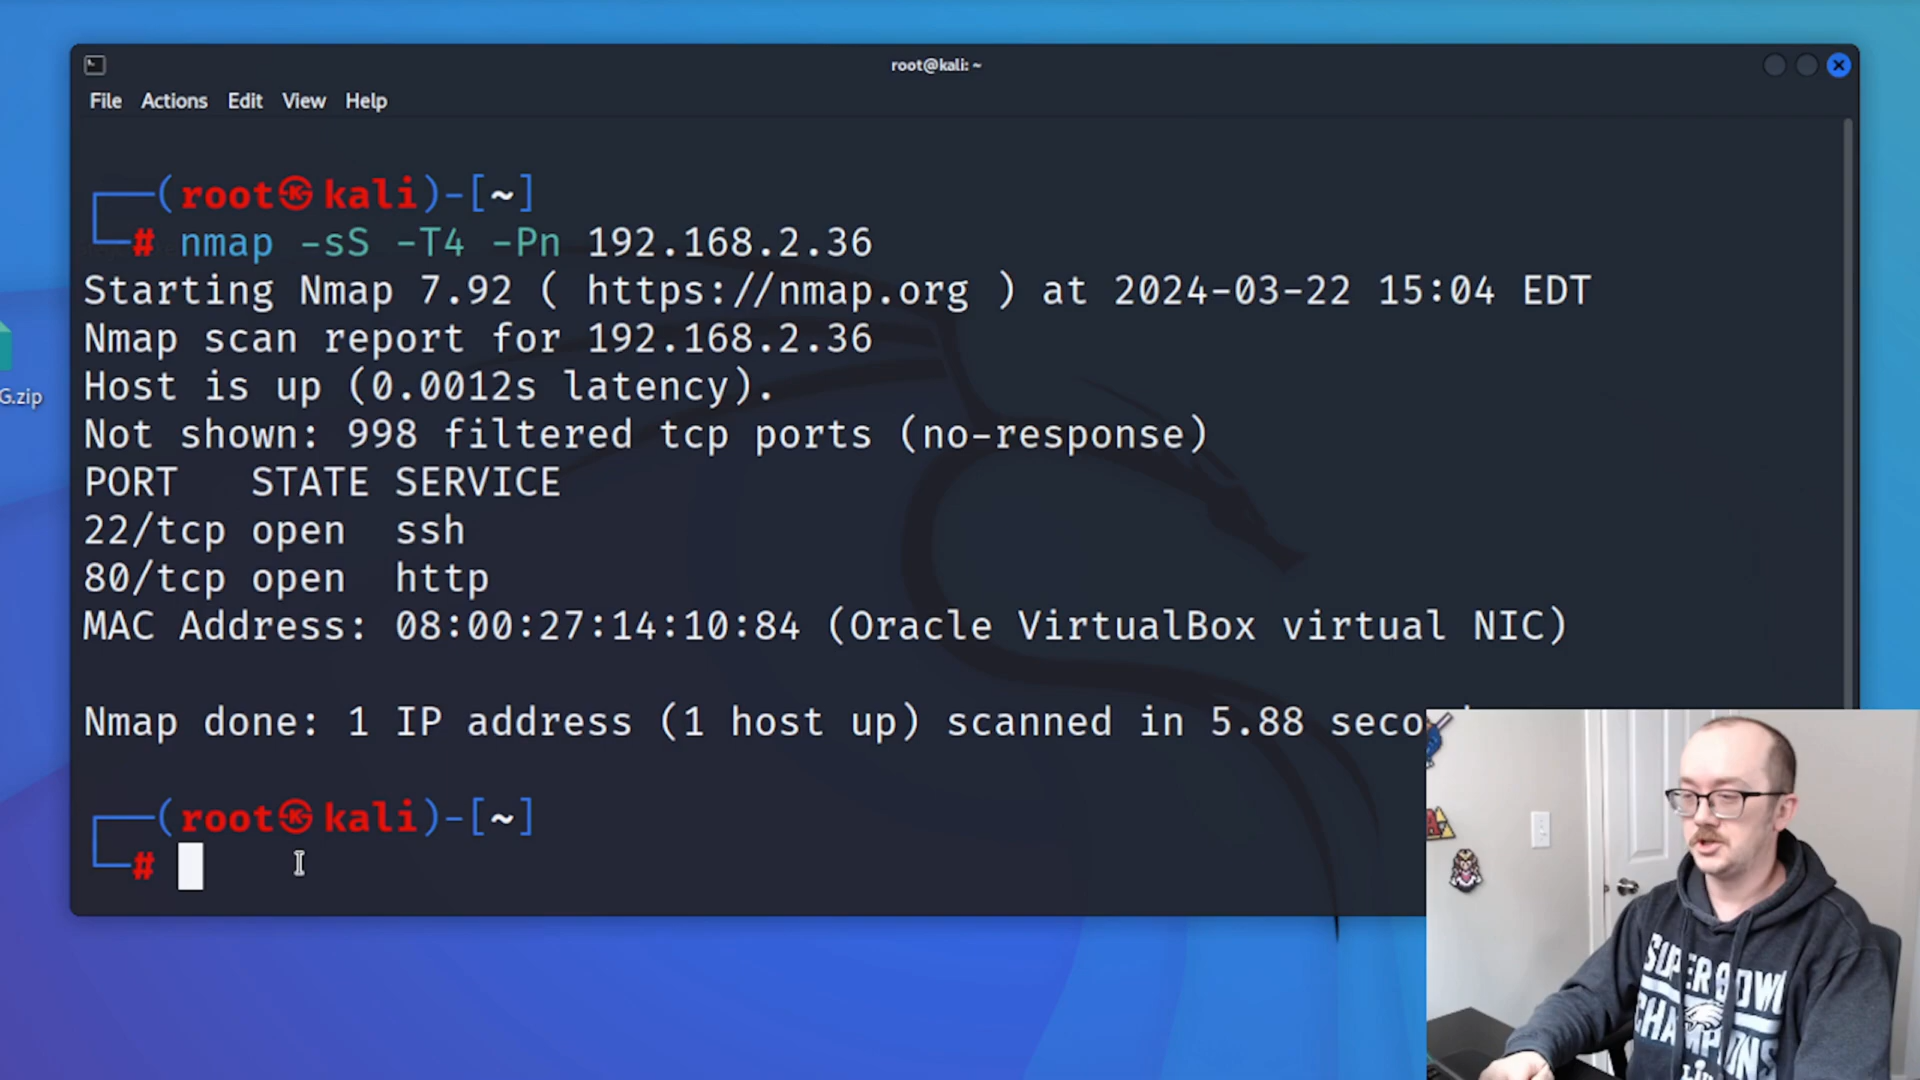 root@kali: ~
File Actions Edit View Help
G.zip
┌──(root㉿kali)-[~]
└─# nmap -sS -T4 -Pn 192.168.2.36
Starting Nmap 7.92 ( https://nmap.org ) at 2024-03-22 15:04 EDT
Nmap scan report for 192.168.2.36
Host is up (0.0012s latency).
Not shown: 998 filtered tcp ports (no-response)
PORT   STATE SERVICE
22/tcp open  ssh
80/tcp open  http
MAC Address: 08:00:27:14:10:84 (Oracle VirtualBox virtual NIC)
Nmap done: 1 IP address (1 host up) scanned in 5.88 seco
┌──(root㉿kali)-[~]
└─#
SUPER BOWL
CHAMPIONS